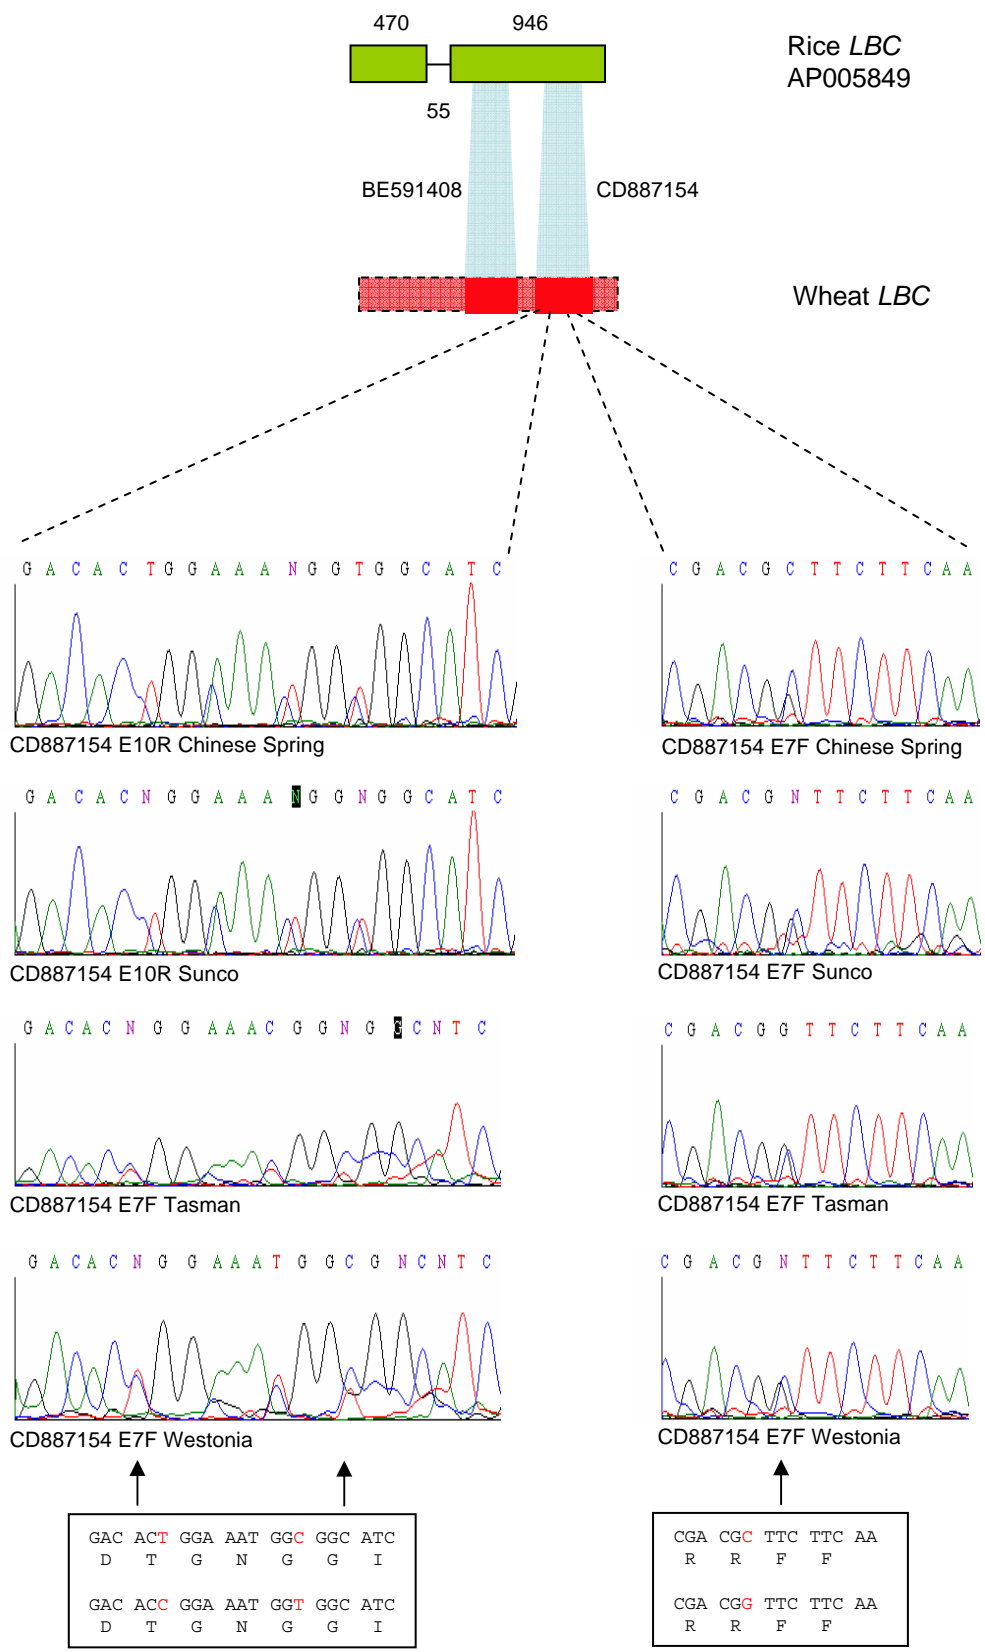 470 946
Rice LBC
AP005849
55
BE591408 CD887154
Wheat LBC
G A C A C T G G A A A N G G T G G C A T C
CD887154 E10R Chinese Spring
C G A C G C T T C T T C A A
CD887154 E7F Chinese Spring
G A C A C N G G A A A N G G N G G C A T C
CD887154 E10R Sunco
C G A C G N T T C T T C A A
CD887154 E7F Sunco
G A C A C N G G A A A C G G N G G C N T C
CD887154 E7F Tasman
C G A C G G T T C T T C A A
CD887154 E7F Tasman
G A C A C N G G A A A T G G C G N C N T C
CD887154 E7F Westonia
C G A C G N T T C T T C A A
CD887154 E7F Westonia
GAC ACT GGA AAT GGC GGC ATC
D T G N G G I
GAC ACC GGA AAT GGT GGC ATC
D T G N G G I
CGA CGC TTC TTC AA
R R F F
CGA CGG TTC TTC AA
R R F F